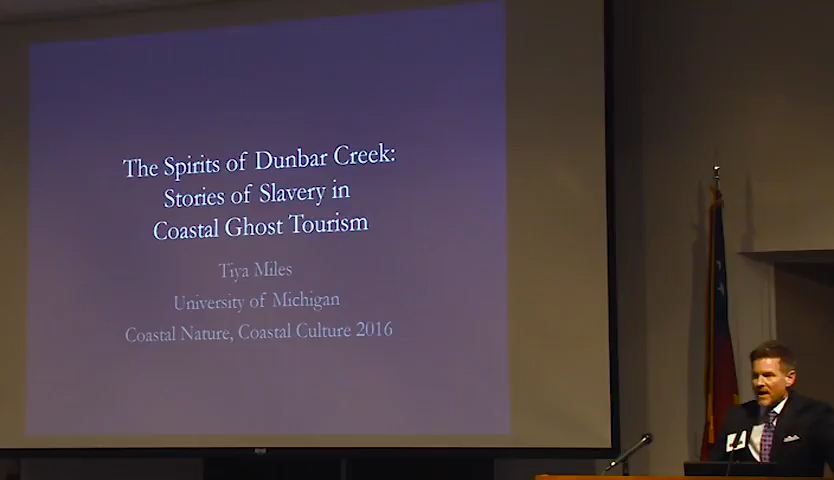 The Spirits of Dunbar Creek:
Stories of Slavery in
Coastal Ghost Tourism
Tiya Miles
University of Michigan
Coastal Nature, Coastal Culture 2016